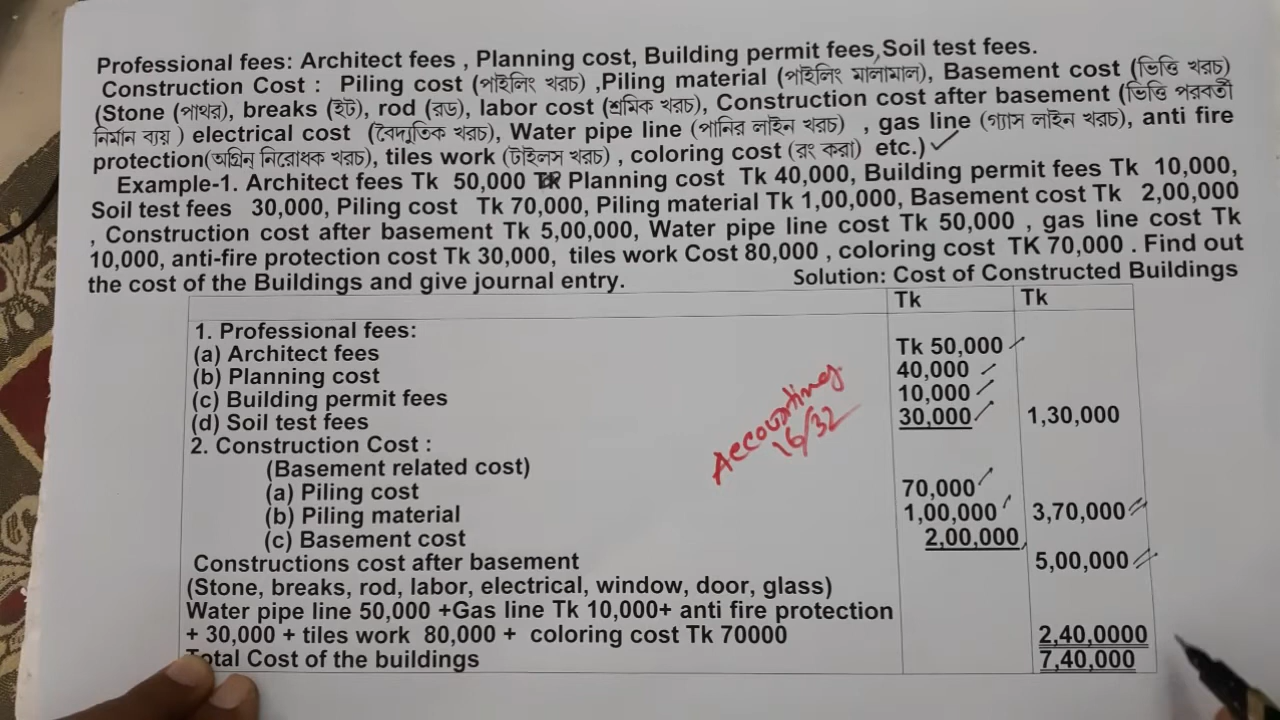 Professional fees: Architect fees , Planning cost, Building permit fees, Soil test fees.
Construction Cost : Piling cost (পাইলিং খরচ) ,Piling material (পাইলিং মালামাল), Basement cost (ভিত্তি খরচ)
(Stone (পাথর), breaks (ইট), rod (রড), labor cost (শ্রমিক খরচ), Construction cost after basement (ভিত্তি পরবর্তী
নির্মান ব্যয় ) electrical cost (বৈদ্যুতিক খরচ), Water pipe line (পানির লাইন খরচ) , gas line (গ্যাস লাইন খরচ), anti fire
protection(অগ্নি নিরোধক খরচ), tiles work (টাইলস খরচ) , coloring cost (রং করা) etc.)
Example-1. Architect fees Tk 50,000 Planning cost Tk 40,000, Building permit fees Tk 10,000,
Soil test fees 30,000, Piling cost Tk 70,000, Piling material Tk 1,00,000, Basement cost Tk 2,00,000
, Construction cost after basement Tk 5,00,000, Water pipe line cost Tk 50,000 , gas line cost Tk
10,000, anti-fire protection cost Tk 30,000, tiles work Cost 80,000 , coloring cost TK 70,000 . Find out
the cost of the Buildings and give journal entry. Solution: Cost of Constructed Buildings
Tk Tk
1. Professional fees:
(a) Architect fees Tk 50,000
(b) Planning cost 40,000
(c) Building permit fees 10,000
(d) Soil test fees 30,000 1,30,000
2. Construction Cost :
(Basement related cost)
(a) Piling cost 70,000
(b) Piling material 1,00,000 3,70,000
(c) Basement cost 2,00,000
Constructions cost after basement 5,00,000
(Stone, breaks, rod, labor, electrical, window, door, glass)
Water pipe line 50,000 +Gas line Tk 10,000+ anti fire protection
+ 30,000 + tiles work 80,000 + coloring cost Tk 70000 2,40,0000
Total Cost of the buildings 7,40,000
Accounting
16/32